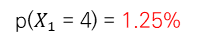 p(X₁ = 4) = 1.25%